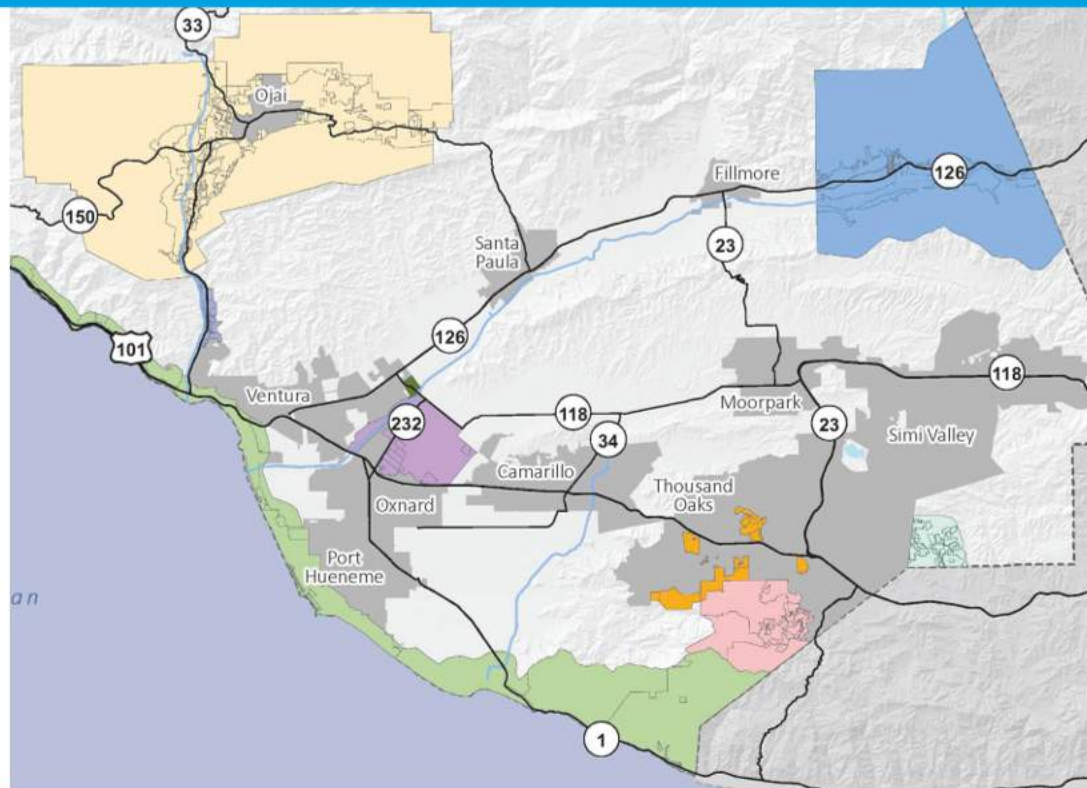 33
Ojai
150
Fillmore
126
23
Santa
Paula
101
126
Ventura
232
118
34
Camarillo
Moorpark
118
23
Simi Valley
Oxnard
Thousand
Oaks
Port
Hueneme
an
1